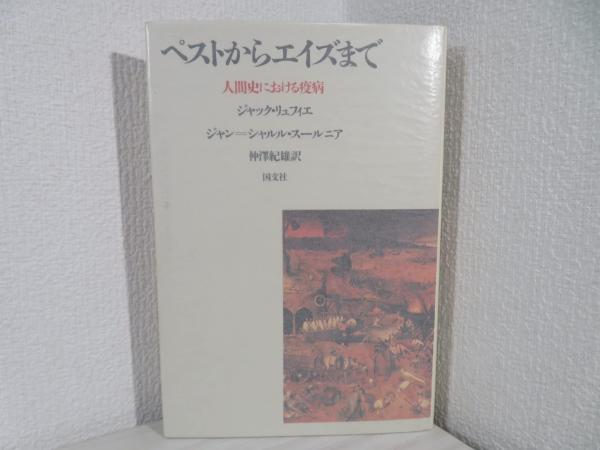 ペストからエイズまで
人間史における疫病
ジャック・リュフィエ
ジャン=シャルル・スールニア
仲澤紀雄訳
国文社